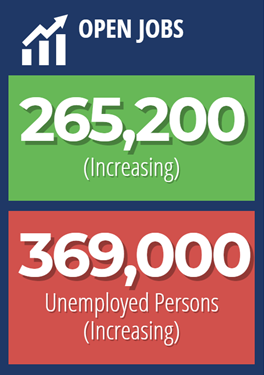 OPEN JOBS
265,200
(Increasing)
369,000
Unemployed Persons
(Increasing)